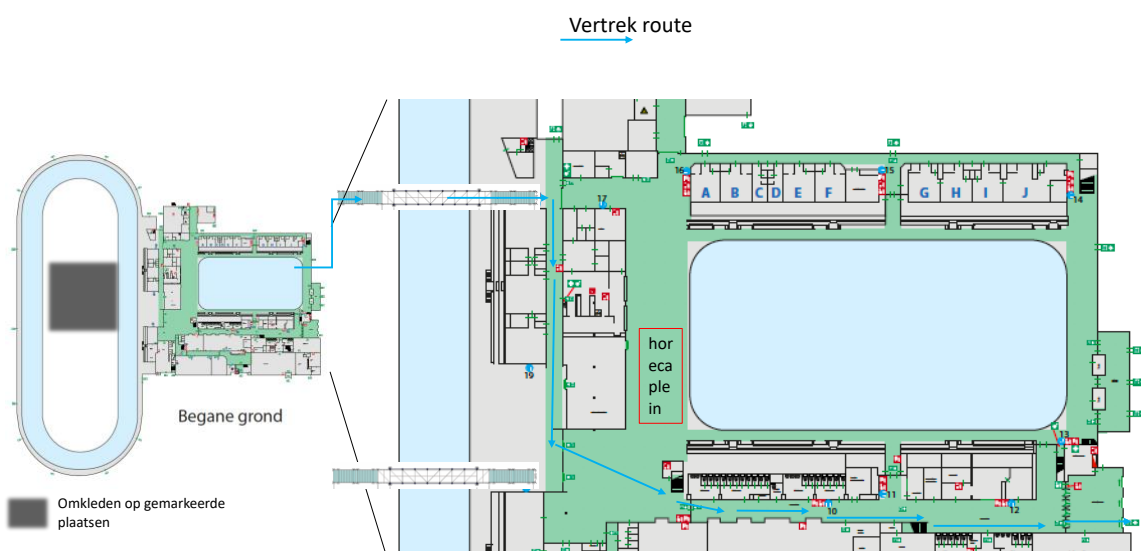 Vertrek route
16
A
B
C
D
E
F
15
G
H
I
J
14
17
hor
eca
ple
in
19
Begane grond
13
11
10
12
Omkleden op gemarkeerde
plaatsen